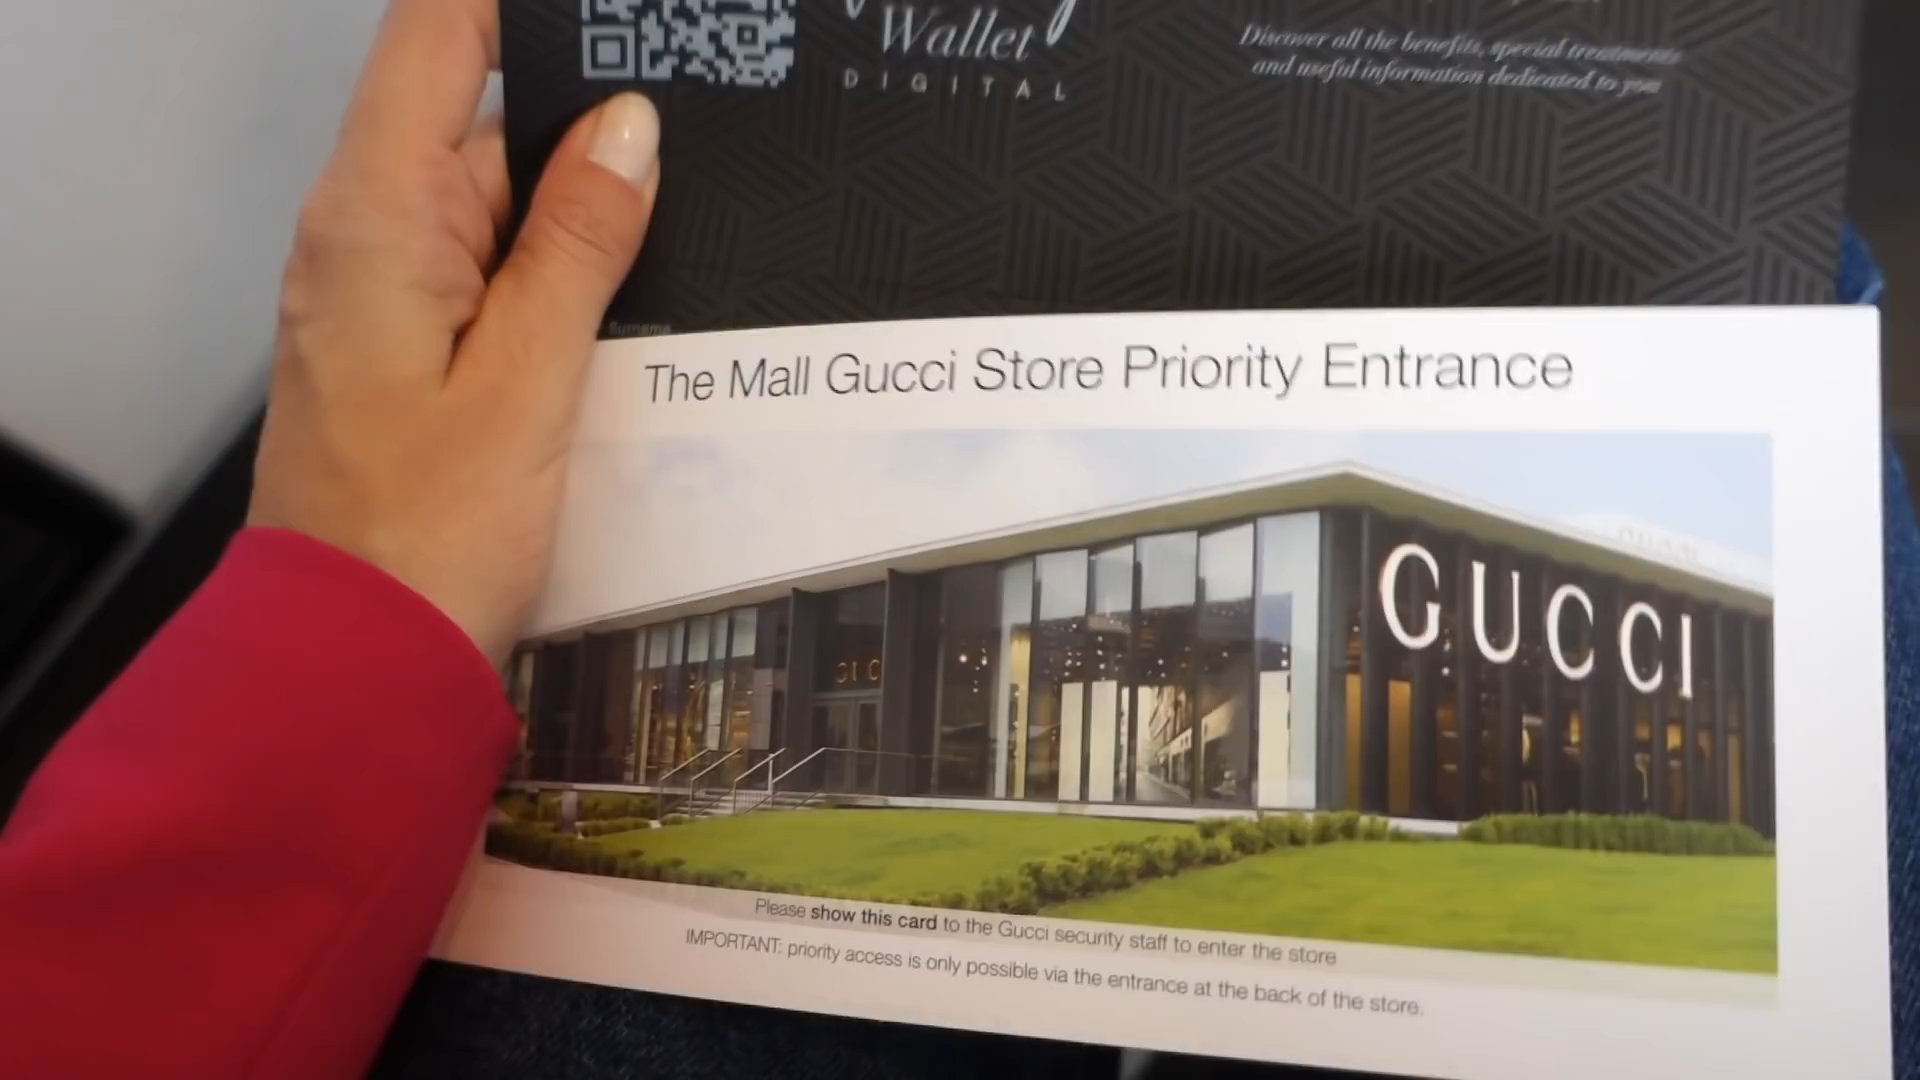 Wallet
DIGITAL
Discover all the benefits, special treatments
and useful information dedicated to you
Surname
The Mall Gucci Store Priority Entrance
GUCCI
Please show this card to the Gucci security staff to enter the store
IMPORTANT: priority access is only possible via the entrance at the back of the store.